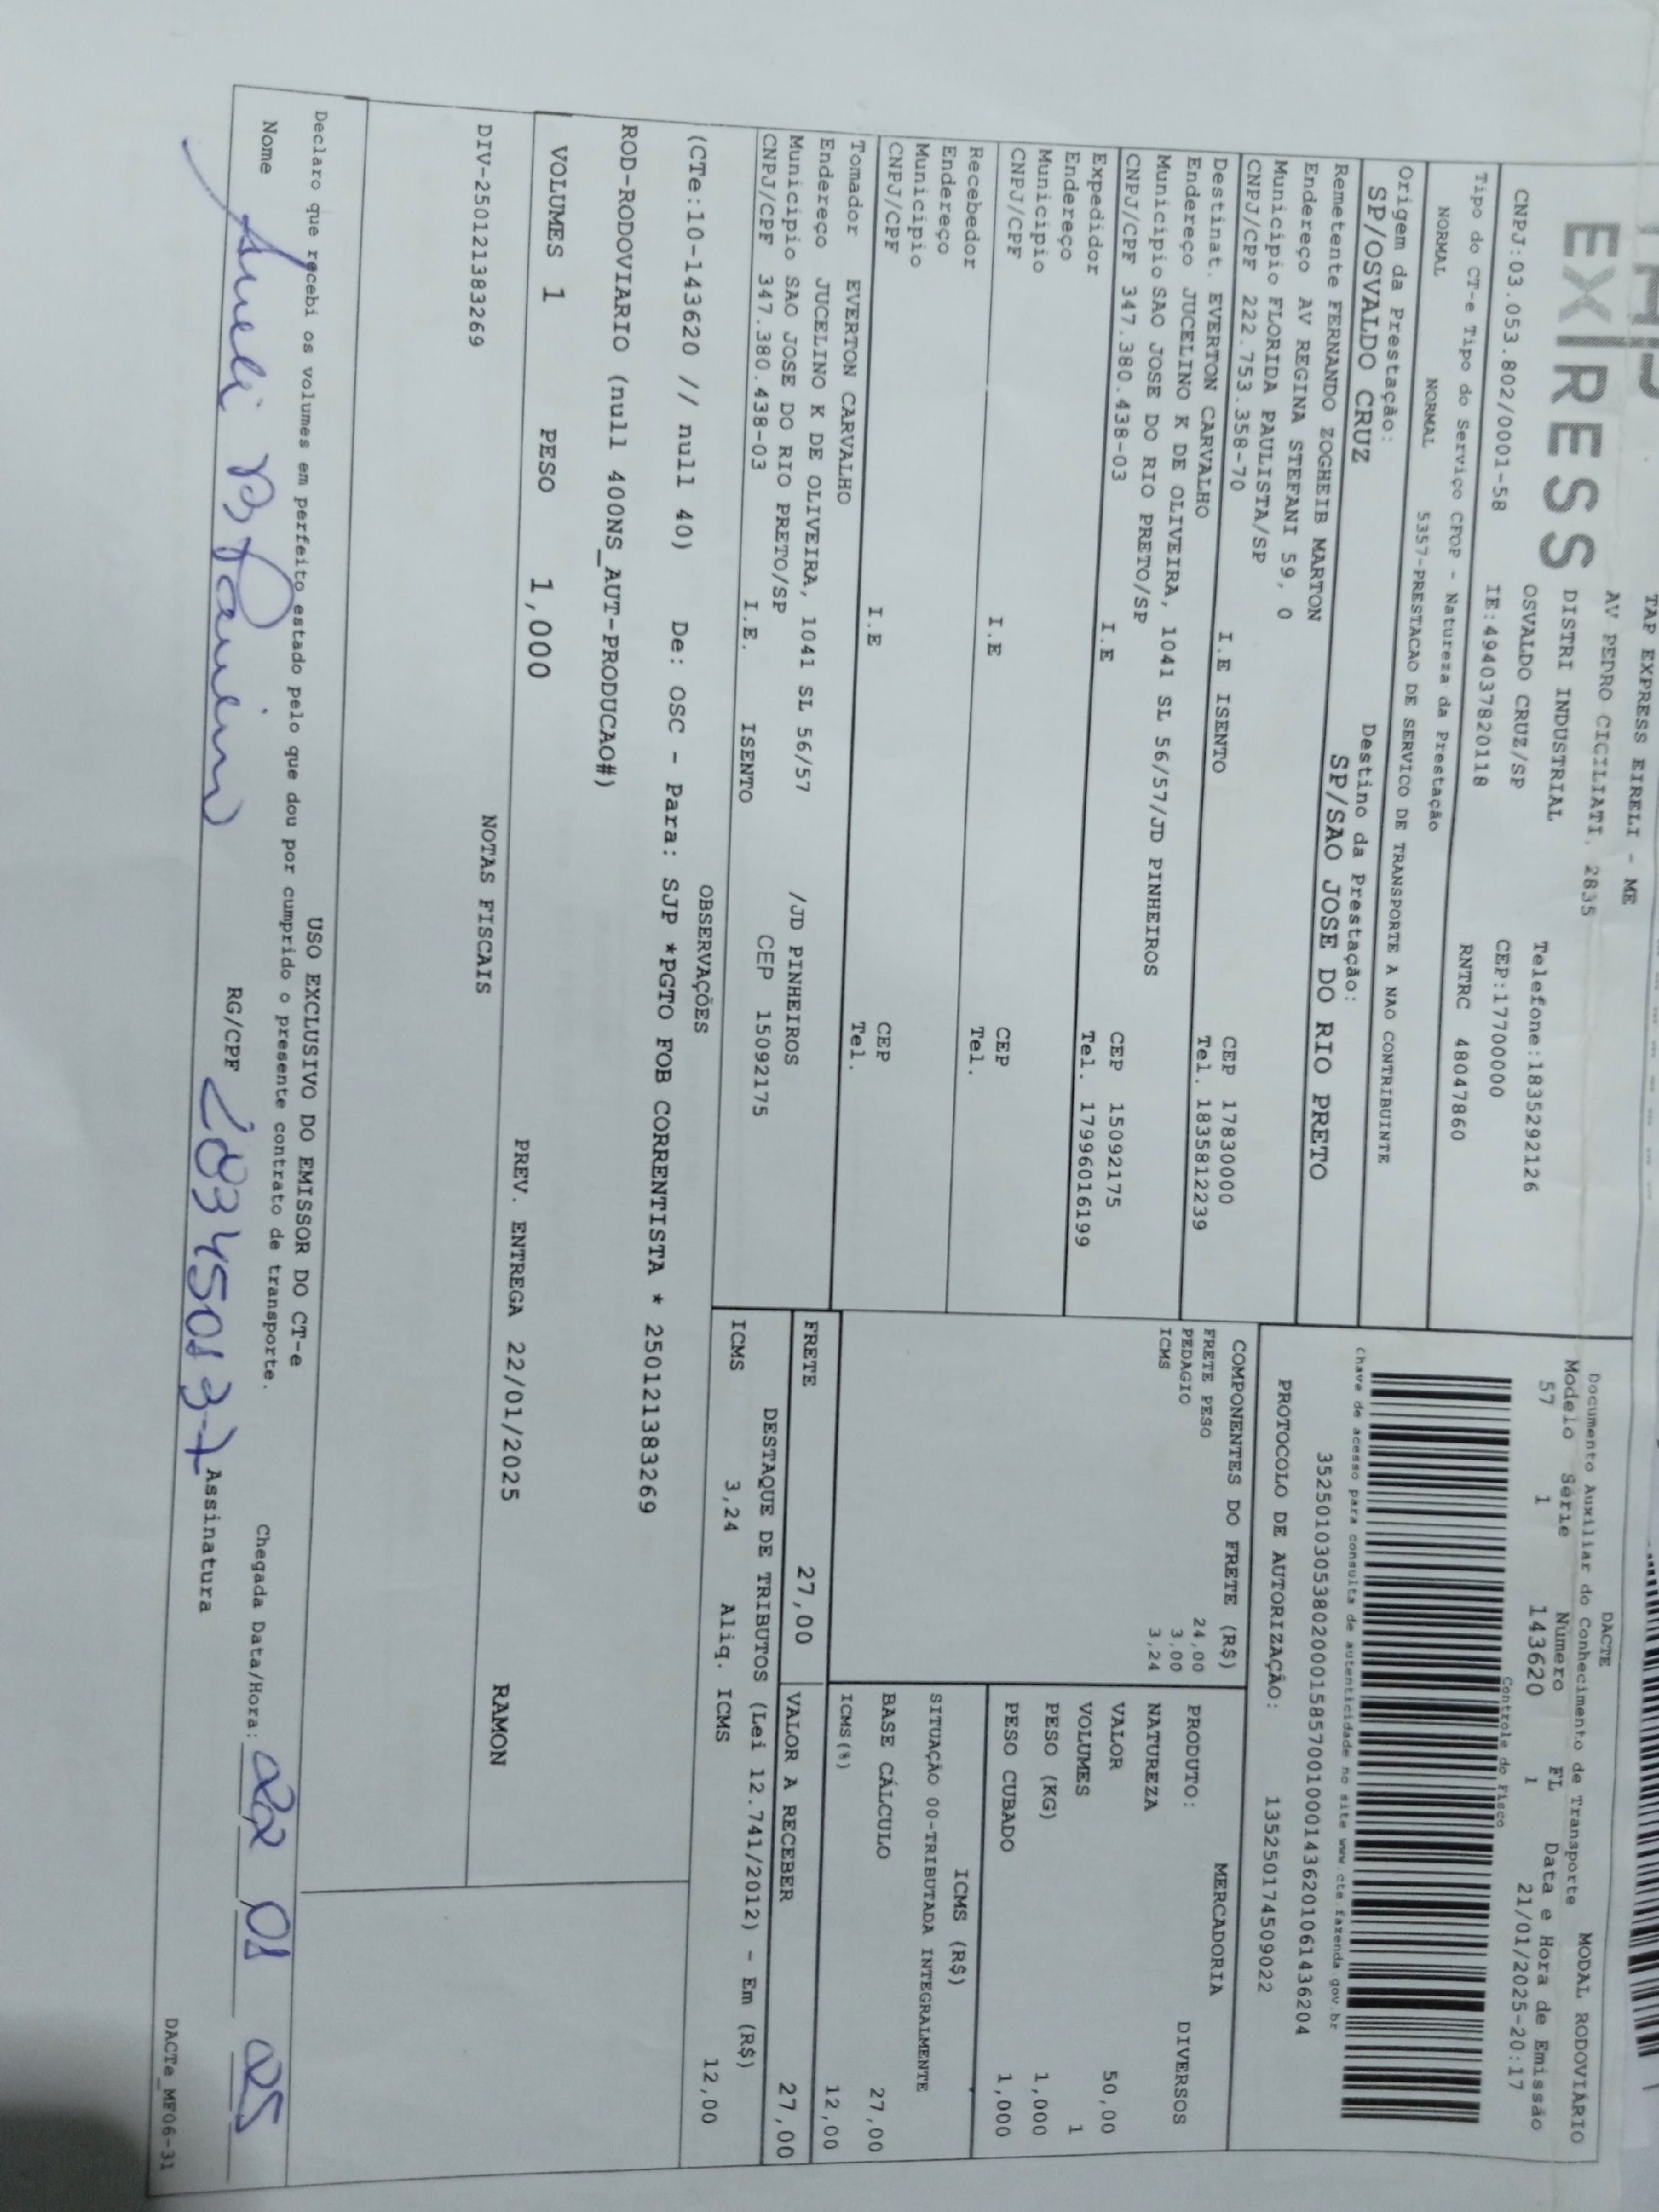 EXPRESS
TAP EXPRESS EIRELI - ME
AV PEDRO CICILIATI, 2835
DISTRI INDUSTRIAL
OSVALDO CRUZ/SP
Telefone:1835292126
CNPJ:03.053.802/0001-58 IE:494037820118 CEP:17700000
RNTRC 48047860
Tipo do CT-e Tipo do Serviço CFOP - Natureza da Prestação
NORMAL NORMAL 5357-PRESTACAO DE SERVICO DE TRANSPORTE A NAO CONTRIBUINTE
Origem da Prestação: Destino da Prestação:
SP/OSVALDO CRUZ SP/SAO JOSE DO RIO PRETO
Remetente FERNANDO ZOGHEIB MARTON
Endereço AV REGINA STEFANI 59, 0
Municipio FLORIDA PAULISTA/SP CEP 17830000
CNPJ/CPF 222.753.358-70 I.E ISENTO Tel. 1835812239
Destinat. EVERTON CARVALHO
Endereço JUCELINO K DE OLIVEIRA, 1041 SL 56/57/JD PINHEIROS
Municipio SAO JOSE DO RIO PRETO/SP CEP 15092175
CNPJ/CPF 347.380.438-03 I.E Tel. 17996016199
Expedidor
Endereço
Municipio CEP
CNPJ/CPF I.E Tel.
Recebedor
Endereço
Municipio CEP
CNPJ/CPF I.E Tel.
Tomador EVERTON CARVALHO
Endereço JUCELINO K DE OLIVEIRA, 1041 SL 56/57 /JD PINHEIROS
Municipio SAO JOSE DO RIO PRETO/SP CEP 15092175
CNPJ/CPF 347.380.438-03 I.E. ISENTO
DACTE
Documento Auxiliar do Conhecimento de Transporte MODAL RODOVIÁRIO
Modelo Série Número FL Data e Hora de Emissão
57 1 143620 1 21/01/2025-20:17
Controle do Fisco
Chave de acesso para consulta de autenticidade no site www.cte.fazenda.gov.br
35250103053802000158570010001436201061436204
PROTOCOLO DE AUTORIZAÇÃO: 135250174509022
COMPONENTES DO FRETE (R$)
FRETE PESO 24,00
PEDAGIO 3,00
ICMS 3,24
MERCADORIA
PRODUTO: DIVERSOS
NATUREZA
VALOR 50,00
VOLUMES 1
PESO (KG) 1,000
PESO CUBADO 1,000
ICMS (R$)
SITUAÇÃO 00-TRIBUTADA INTEGRALMENTE
BASE CÁLCULO 27,00
ICMS(%) 12,00
FRETE 27,00 VALOR A RECEBER 27,00
DESTAQUE DE TRIBUTOS (Lei 12.741/2012) - Em (R$)
ICMS 3,24 Aliq. ICMS 12,00
OBSERVAÇÕES
(CTe:10-143620 // null 40) De: OSC - Para: SJP *PGTO FOB CORRENTISTA * 250121383269
ROD-RODOVIARIO (null 400NS_AUT-PRODUCAO#)
VOLUMES 1 PESO 1,000 PREV. ENTREGA 22/01/2025 RAMON
NOTAS FISCAIS
DIV-250121383269
USO EXCLUSIVO DO EMISSOR DO CT-e
Declaro que recebi os volumes em perfeito estado pelo que dou por cumprido o presente contrato de transporte.
Nome RG/CPF Assinatura Chegada Data/Hora: 22 01 25
DACTe_MF06-31